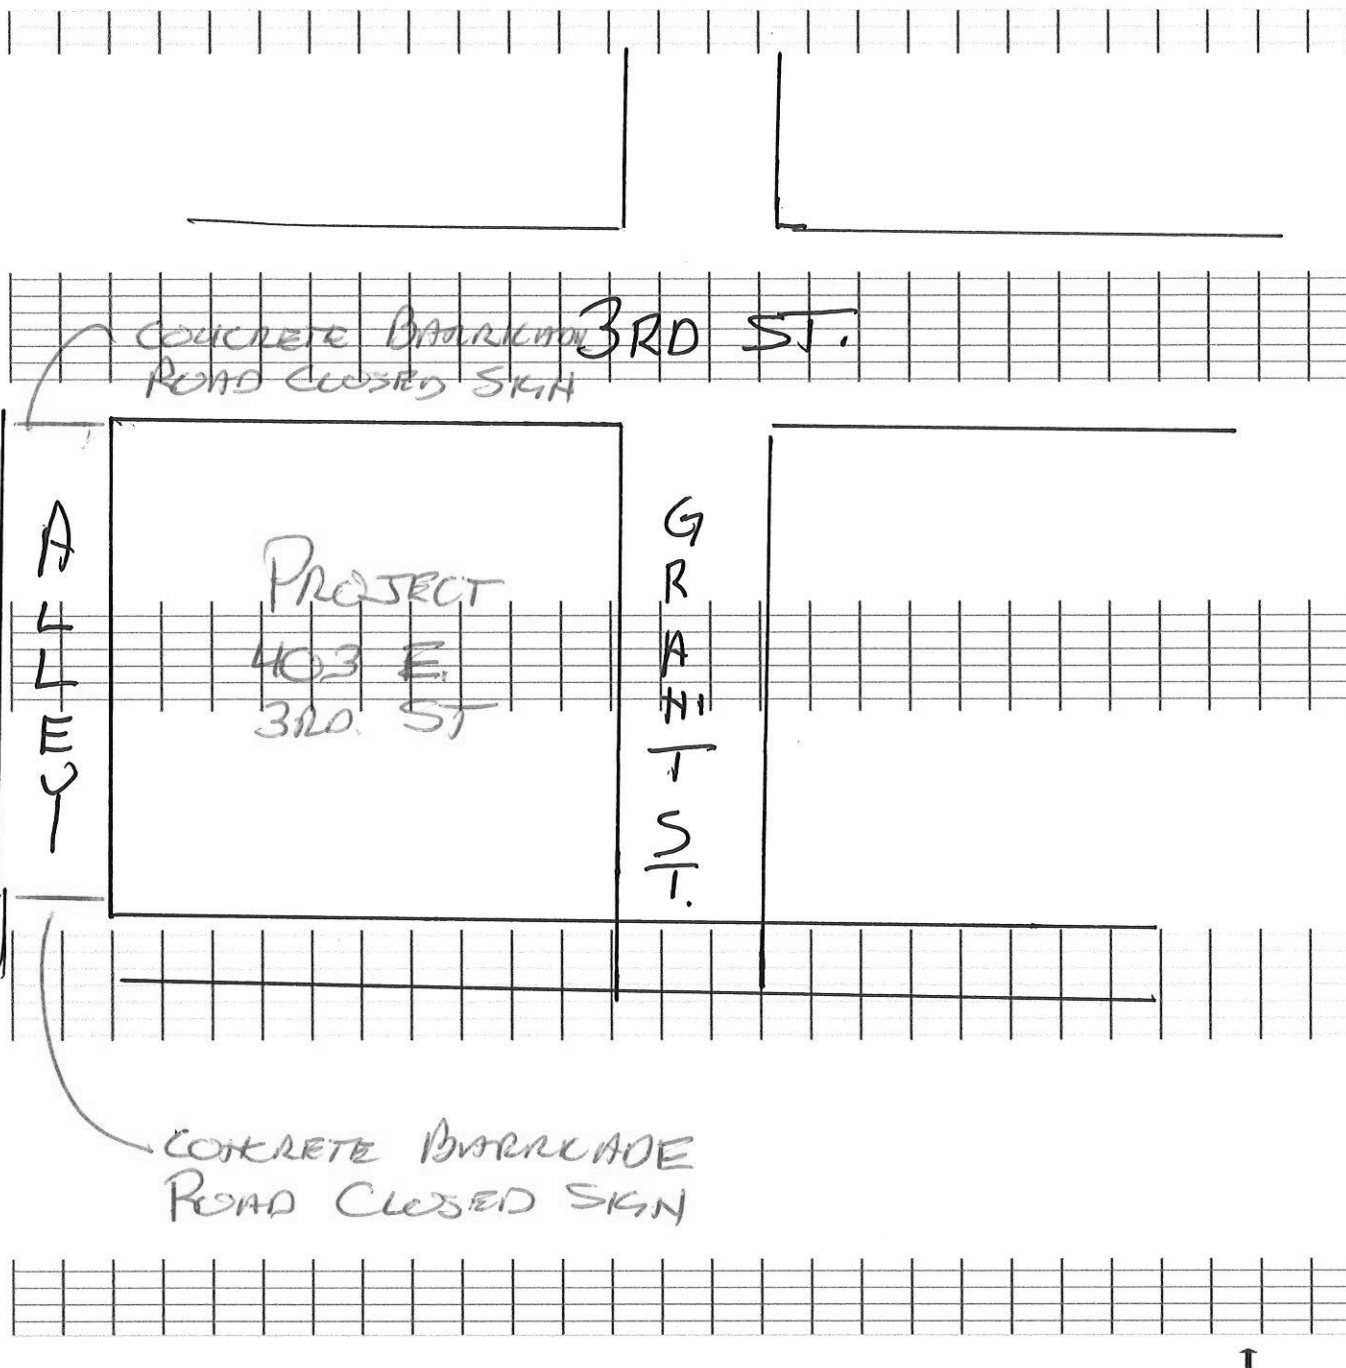 CONCRETE BARRICADE
ROAD CLOSED SIGN
3RD ST.
ALLEY
PROJECT
403 E.
3RD. ST
GRANT ST.
CONCRETE BARRICADE
ROAD CLOSED SIGN